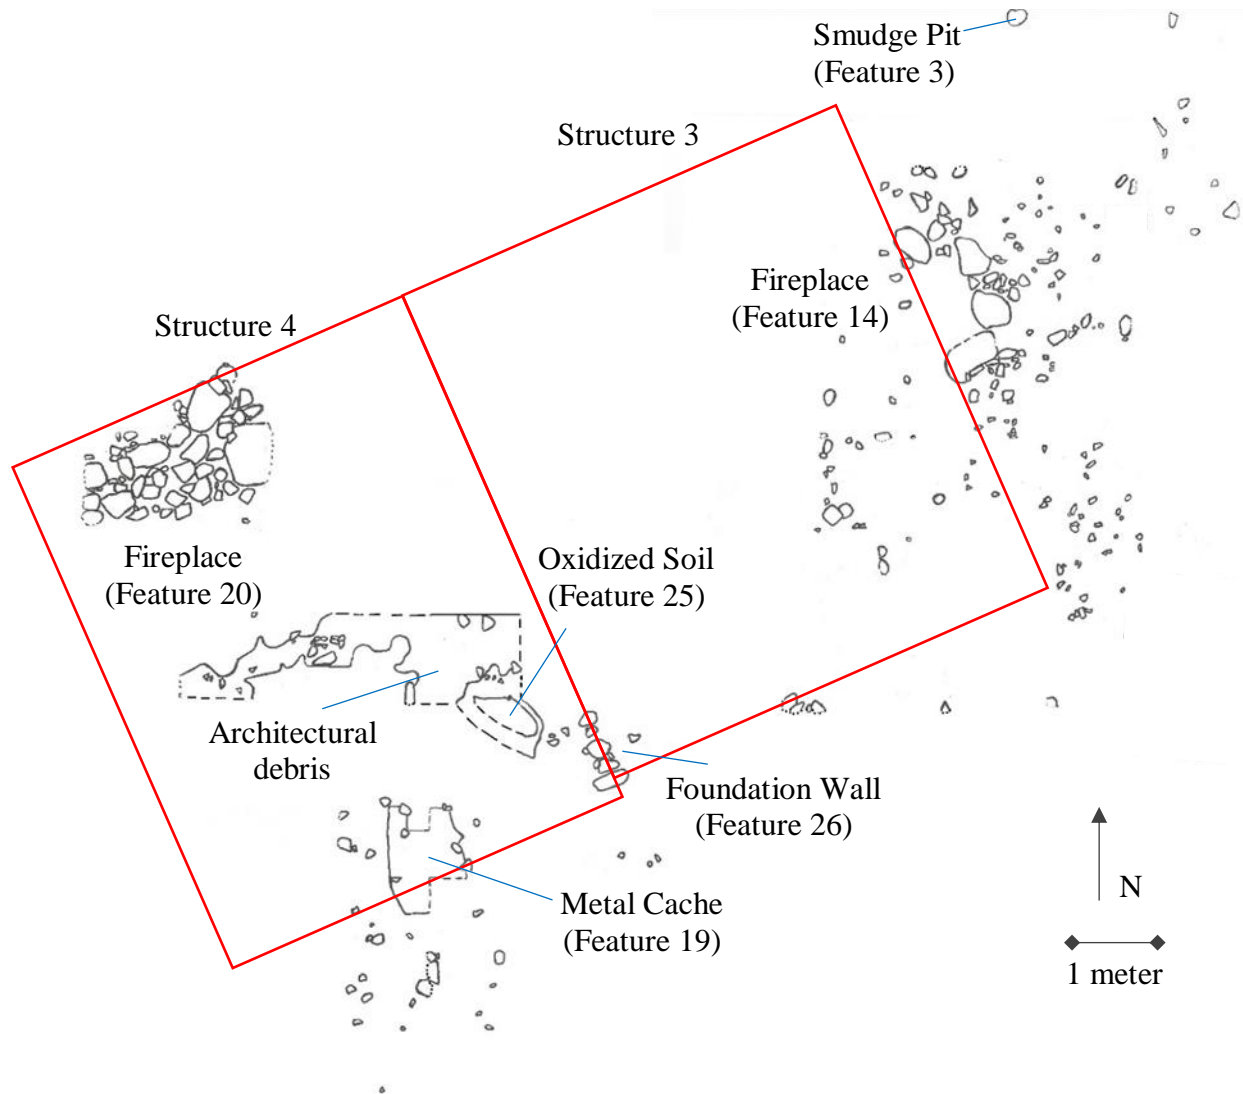 Smudge Pit
(Feature 3)
Structure 3
Fireplace
(Feature 14)
Structure 4
Fireplace
(Feature 20)
Oxidized Soil
(Feature 25)
Architectural
debris
Foundation Wall
(Feature 26)
Metal Cache
(Feature 19)
N
1 meter